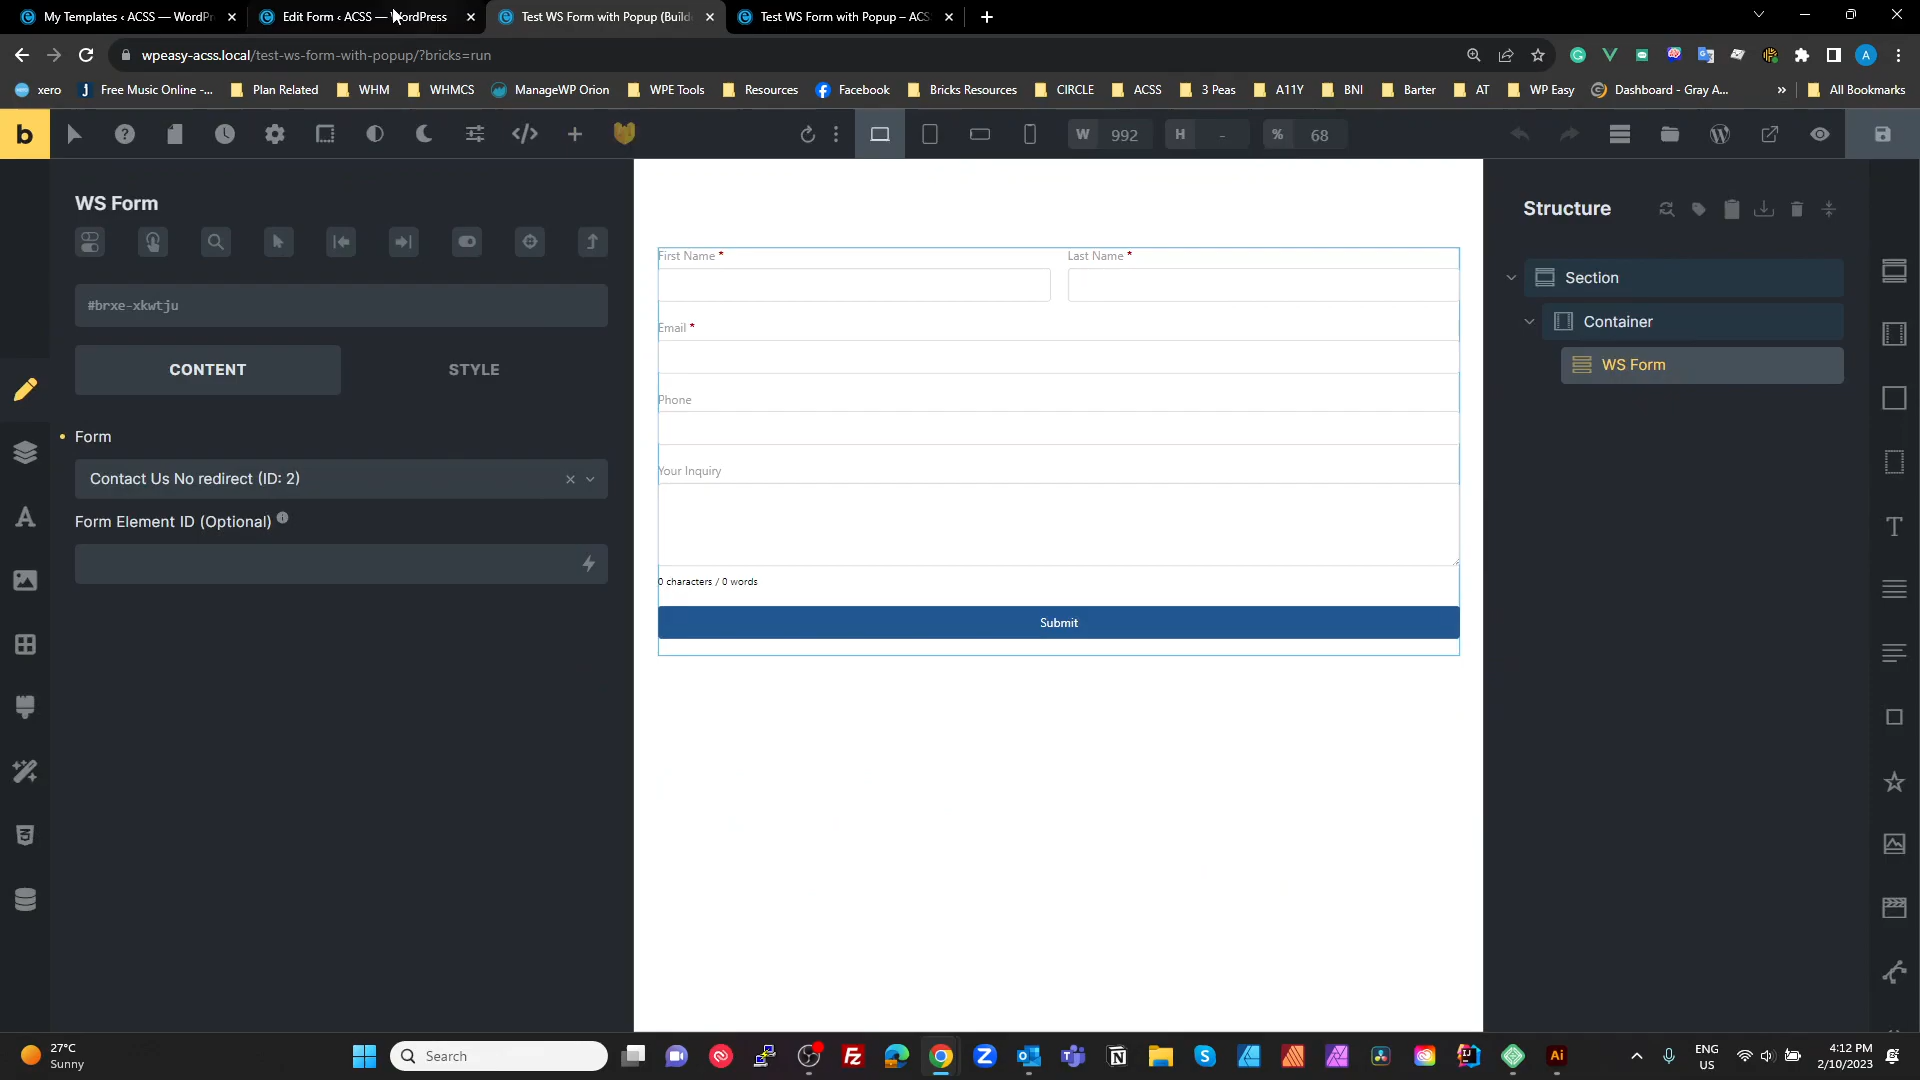 My Templates ‹ ACSS — WordPr
Edit Form ‹ ACSS — WordPress
Test WS Form with Popup (Build
Test WS Form with Popup – ACS
wpeasy-acss.local/test-ws-form-with-popup/?bricks=run
A
xero
Free Music Online -...
Plan Related
WHM
WHMCS
ManageWP Orion
WPE Tools
Resources
Facebook
Bricks Resources
CIRCLE
ACSS
3 Peas
A11Y
BNI
Barter
AT
WP Easy
Dashboard - Gray A...
»
All Bookmarks
b
W 992
H -
% 68
WS Form
#brxe-xkwtju
CONTENT
STYLE
Form
Contact Us No redirect (ID: 2)
Form Element ID (Optional)
First Name *
Last Name *
Email *
Phone
Your Inquiry
0 characters / 0 words
Submit
Structure
Section
Container
WS Form
27°C
Sunny
Search
ENG
US
4:12 PM
2/10/2023